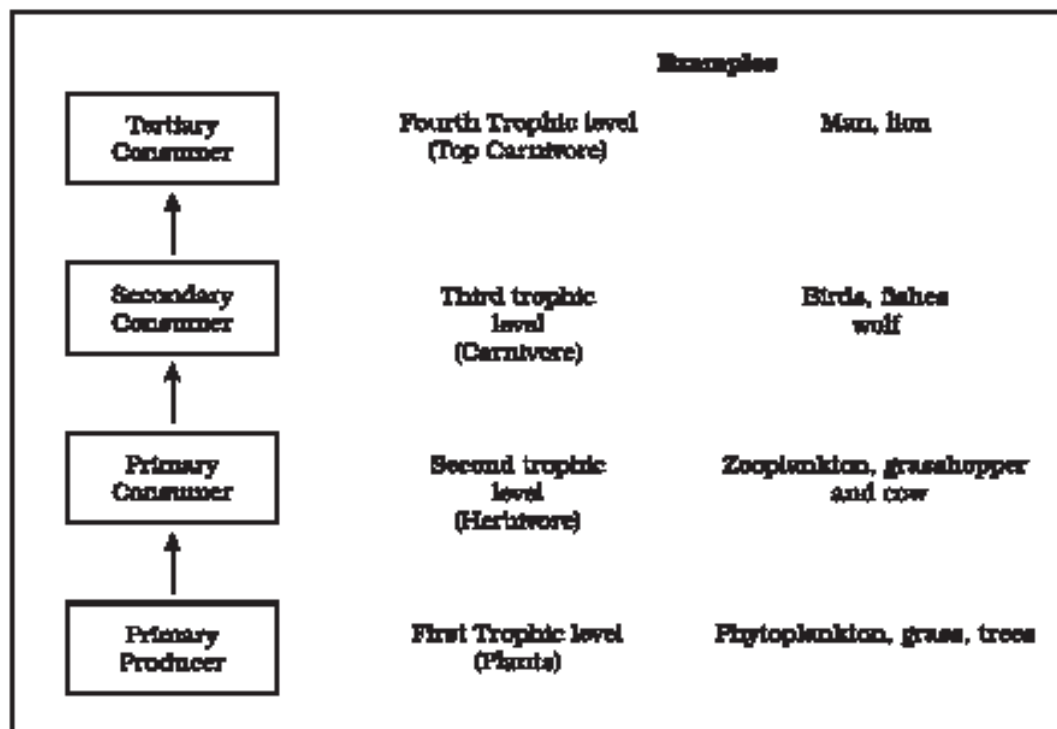 Examples
Tertiary
Consumer
Fourth Trophic level
(Top Carnivore)
Man, lion
Secondary
Consumer
Third trophic
level
(Carnivore)
Birds, fishes
wolf
Primary
Consumer
Second trophic
level
(Herbivore)
Zooplankton, grasshopper
and cow
Primary
Producer
First Trophic level
(Plants)
Phytoplankton, grass, trees